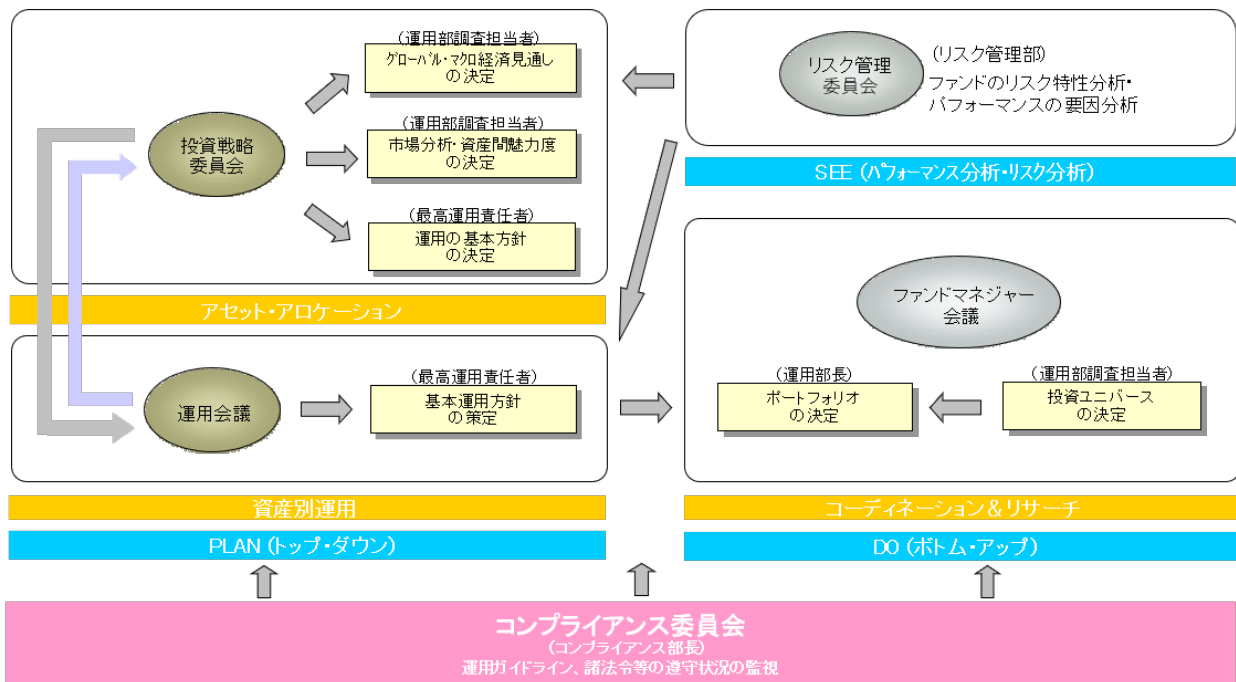 (運用部調査担当者)
グローバル・マクロ経済見通し
の決定
投資戦略
委員会
(運用部調査担当者)
市場分析・資産間魅力度
の決定
(最高運用責任者)
運用の基本方針
の決定
アセット・アロケーション
運用会議
(最高運用責任者)
基本運用方針
の策定
資産別運用
PLAN (トップ・ダウン)
リスク管理
委員会
(リスク管理部)
ファンドのリスク特性分析・
パフォーマンスの要因分析
SEE (パフォーマンス分析・リスク分析)
ファンドマネジャー
会議
(運用部長)
ポートフォリオ
の決定
(運用部調査担当者)
投資ユニバース
の決定
コーディネーション＆リサーチ
DO (ボトム・アップ)
コンプライアンス委員会
(コンプライアンス部長)
運用ガイドライン、諸法令等の遵守状況の監視